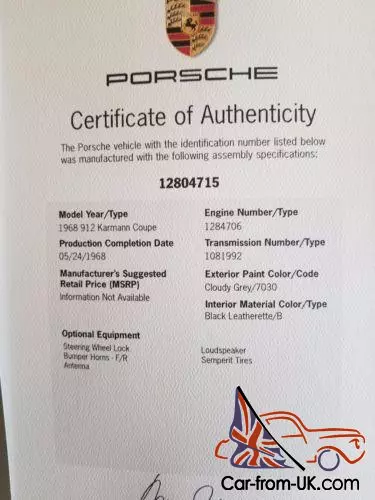 PORSCHE
Certificate of Authenticity
The Porsche vehicle with the identification number listed below
was manufactured with the following assembly specifications:
12804715
Model Year/Type
1968 912 Karmann Coupe
Production Completion Date
05/24/1968
Manufacturer's Suggested
Retail Price (MSRP)
Information Not Available
Engine Number/Type
1284706
Transmission Number/Type
1081992
Exterior Paint Color/Code
Cloudy Grey/7030
Interior Material Color/Type
Black Leatherette/B
Optional Equipment
Steering Wheel Lock
Bumper Horns - F/R
Antenna
Loudspeaker
Semperit Tires
Car-from-UK.com